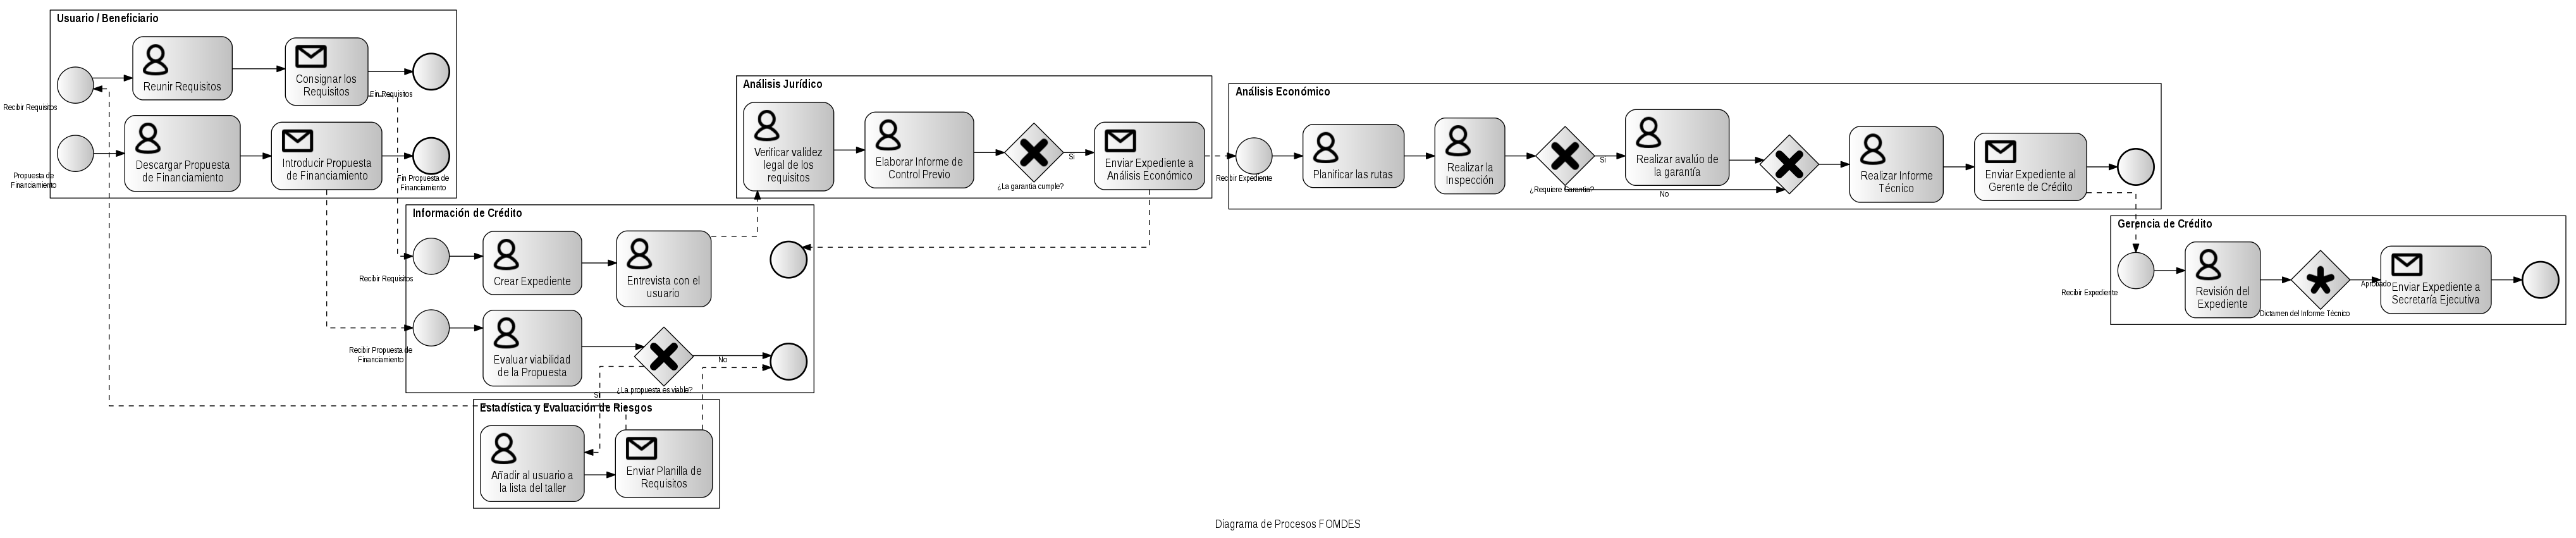 Usuario / Beneficiario
Reunir Requisitos
Consignar los
Requisitos
Recibir Requisitos
Fin Requisitos
Descargar Propuesta
de Financiamiento
Introducir Propuesta
de Financiamiento
Propuesta de
Financiamiento
Fin Propuesta de
Financiamiento
Información de Crédito
Recibir Requisitos
Crear Expediente
Entrevista con el
usuario
Recibir Propuesta de
Financiamiento
Evaluar viabilidad
de la Propuesta
¿La propuesta es viable?
No
Si
Estadística y Evaluación de Riesgos
Añadir al usuario a
la lista del taller
Enviar Planilla de
Requisitos
Análisis Jurídico
Verificar validez
legal de los
requisitos
Elaborar Informe de
Control Previo
¿La garantía cumple?
Si
Enviar Expediente a
Análisis Económico
Análisis Económico
Recibir Expediente
Planificar las rutas
Realizar la
Inspección
¿Requiere Garantía?
Si
No
Realizar avalúo de
la garantía
Realizar Informe
Técnico
Enviar Expediente al
Gerente de Crédito
Gerencia de Crédito
Recibir Expediente
Revisión del
Expediente
Dictamen del Informe Técnico
Aprobado
Enviar Expediente a
Secretaría Ejecutiva
Diagrama de Procesos FOMDES